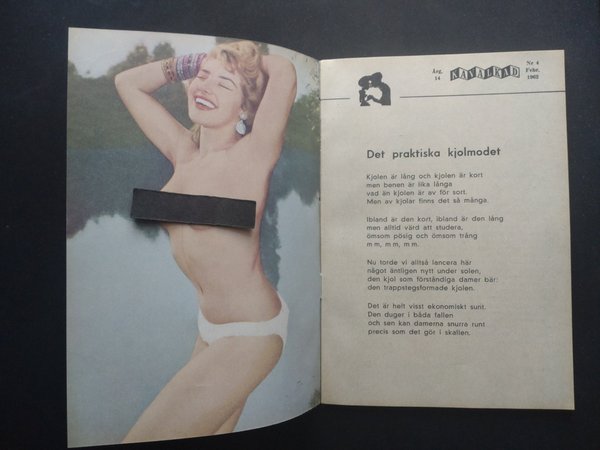 Årg. 14 KAVALKAD Nr 4 Febr. 1962
Det praktiska kjolmodet
Kjolen är lång och kjolen är kort
men benen är lika långa
vad än kjolen är av för sort.
Men av kjolar finns det så många.
Ibland är den kort, ibland är den lång
men alltid värd att studera,
ömsom pösig och ömsom trång
m m, m m, m m.
Nu torde vi alltså lancera här
något äntligen nytt under solen,
den kjol som förståndiga damer bär:
den trappstegsformade kjolen.
Det är helt visst ekonomiskt sunt.
Den duger i båda fallen
och sen kan damerna snurra runt
precis som det gör i skallen.